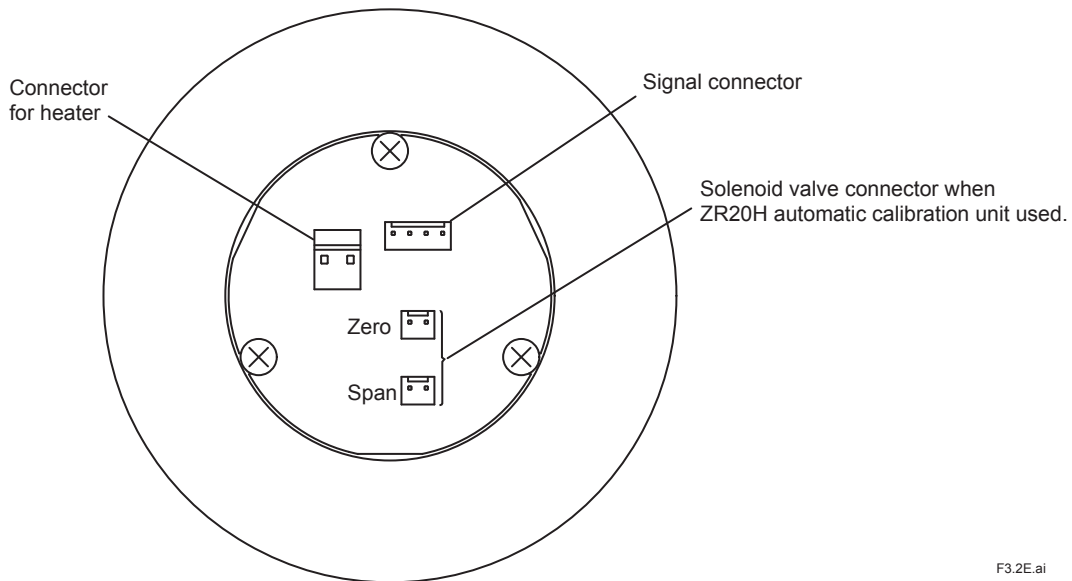 Connector
for heater
Signal connector
Solenoid valve connector when
ZR20H automatic calibration unit used.
Zero
Span
F3.2E.ai